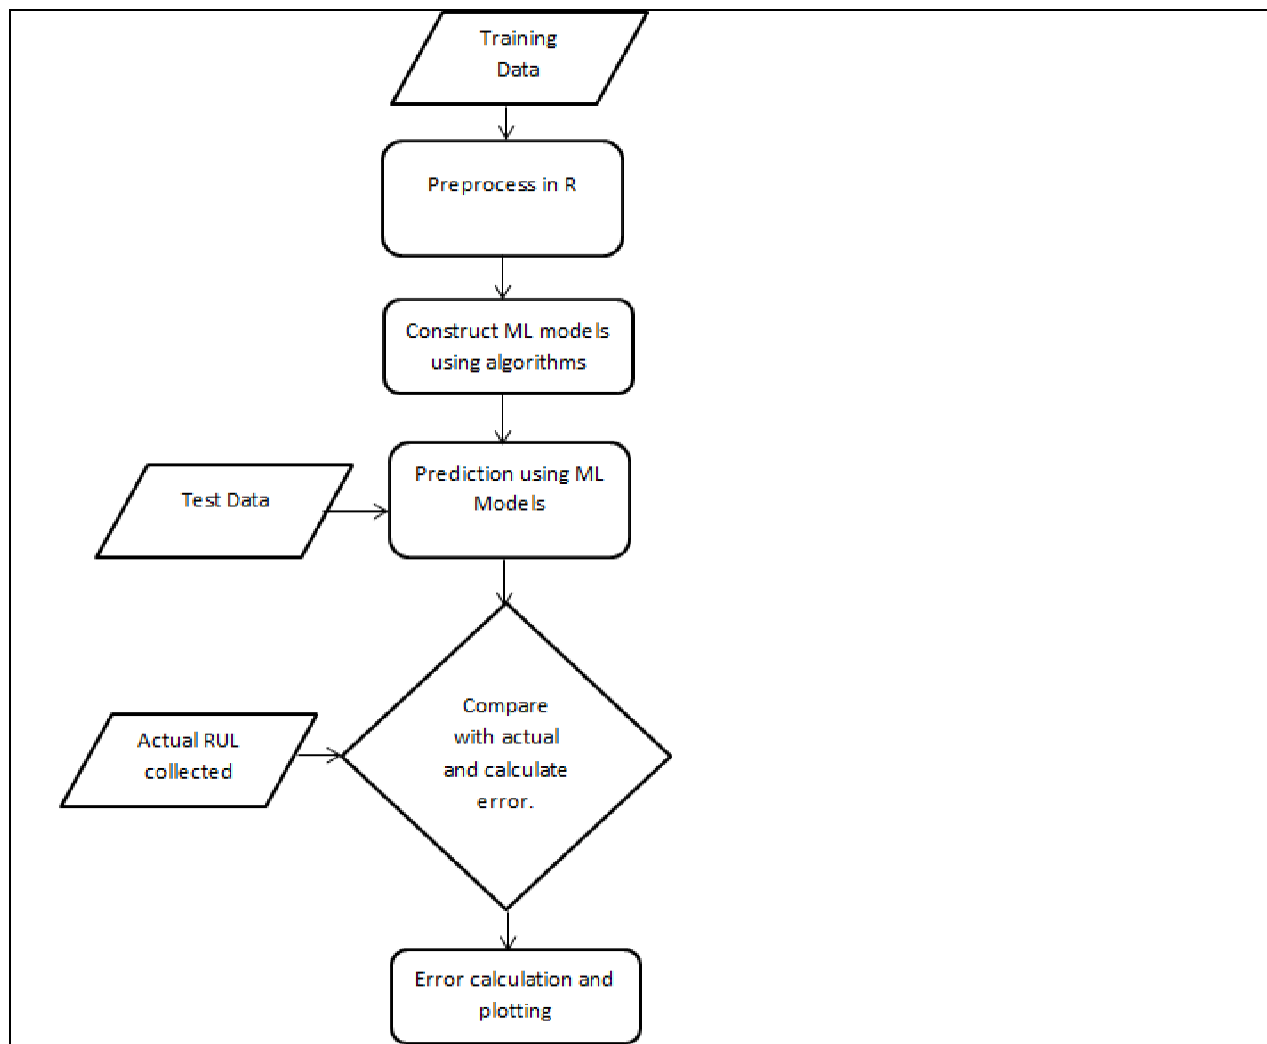 Training
Data
Preprocess in R
Construct ML models
using algorithms
Prediction using ML
Models
Test Data
Compare
with actual
and calculate
error.
Actual RUL
collected
Error calculation and
plotting